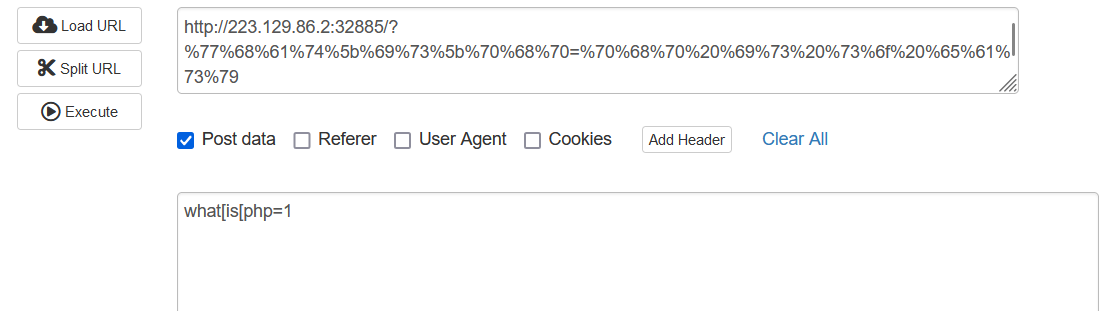 Load URL
http://223.129.86.2:32885/?
%77%68%61%74%5b%69%73%5b%70%68%70=%70%68%70%20%69%73%20%73%6f%20%65%61%
73%79
Split URL
Execute
Post data Referer User Agent Cookies Add Header Clear All
what[is[php=1